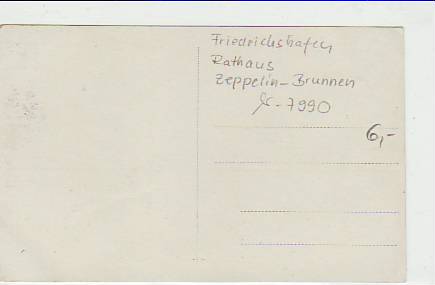 Friedrichshafen
Rathaus
Zeppelin-Brunnen
-7990
6,-